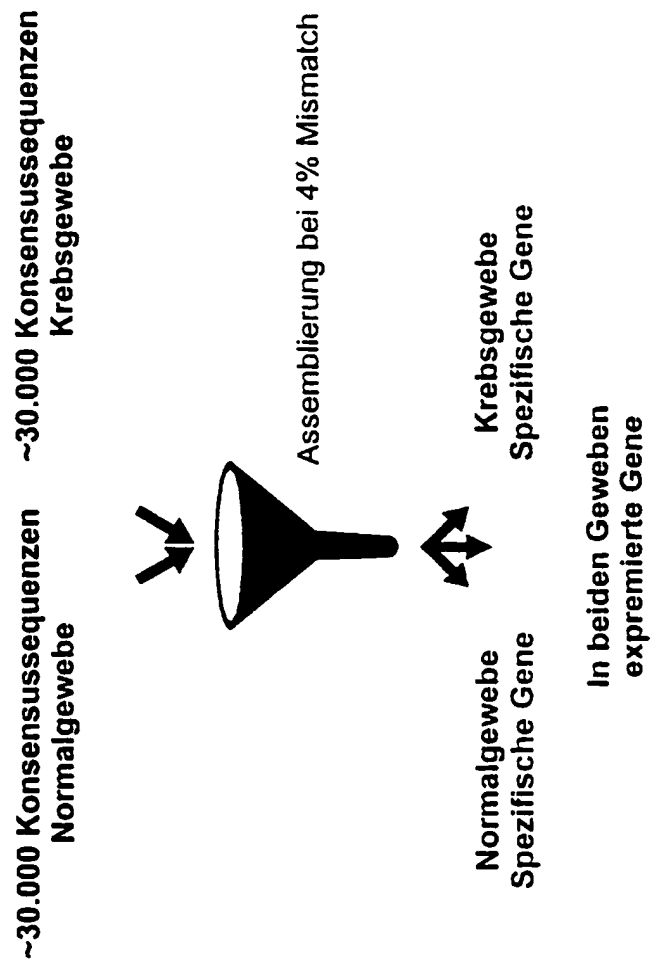 ~30.000 Konsensussequenzen
Normalgewebe
~30.000 Konsensussequenzen
Krebsgewebe
Assemblierung bei 4% Mismatch
Normalgewebe
Spezifische Gene
Krebsgewebe
Spezifische Gene
In beiden Geweben
expremierte Gene